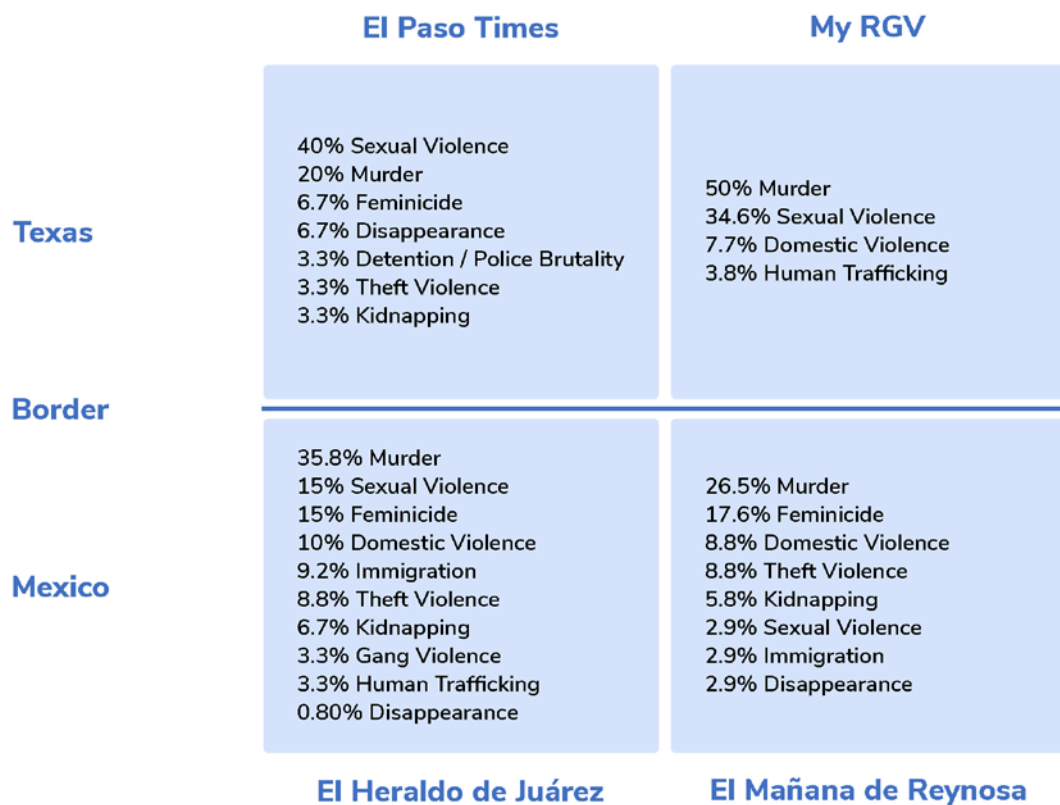 El Paso Times
My RGV
Texas
40% Sexual Violence
20% Murder
6.7% Feminicide
6.7% Disappearance
3.3% Detention / Police Brutality
3.3% Theft Violence
3.3% Kidnapping
50% Murder
34.6% Sexual Violence
7.7% Domestic Violence
3.8% Human Trafficking
Border
Mexico
35.8% Murder
15% Sexual Violence
15% Feminicide
10% Domestic Violence
9.2% Immigration
8.8% Theft Violence
6.7% Kidnapping
3.3% Gang Violence
3.3% Human Trafficking
0.80% Disappearance
26.5% Murder
17.6% Feminicide
8.8% Domestic Violence
8.8% Theft Violence
5.8% Kidnapping
2.9% Sexual Violence
2.9% Immigration
2.9% Disappearance
El Heraldo de Juárez
El Mañana de Reynosa